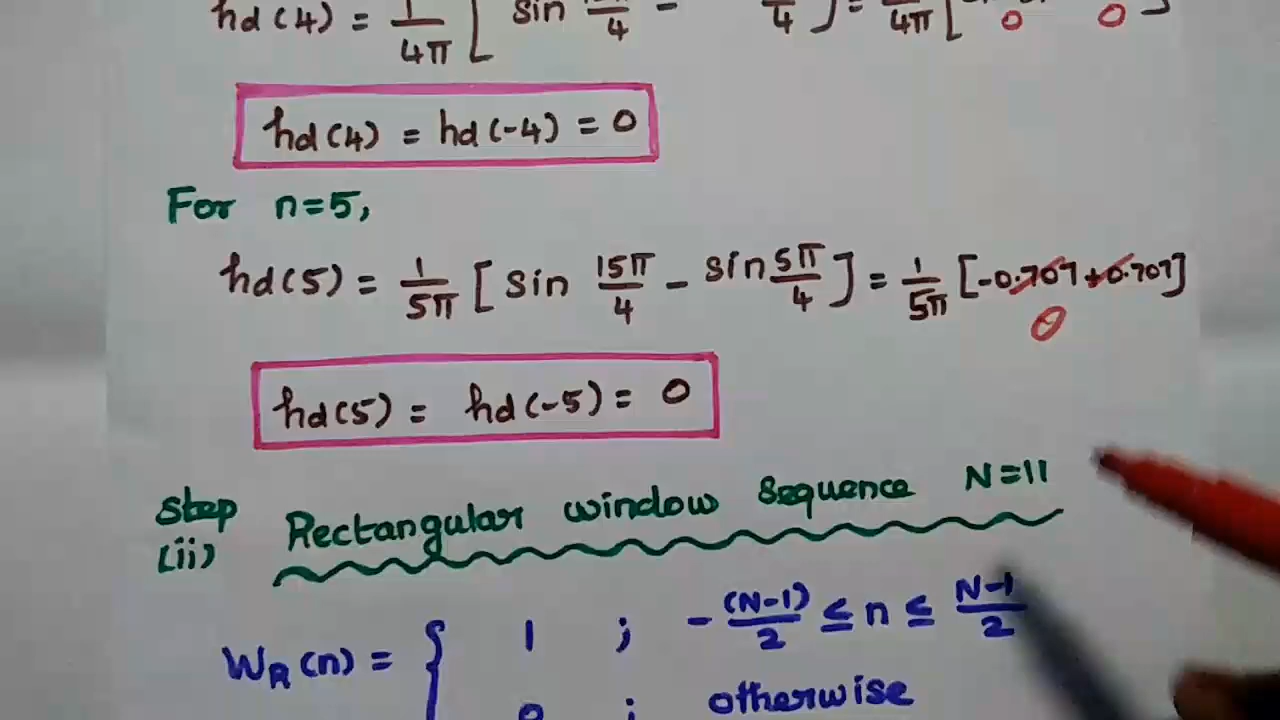 hd(4) = 1/4π [ sin /4 - /4 ] = 1/4π [ 0 0 ]
hd(4) = hd(-4) = 0
For n=5,
hd(5) = 1/5π [ sin 15π/4 - sin 5π/4 ] = 1/5π [-0.707 + 0.707]
0
hd(5) = hd(-5) = 0
Step (ii) Rectangular window Sequence N=11
WR(n) = { 1 ; -(N-1)/2 ≤ n ≤ N-1/2
0 ; otherwise